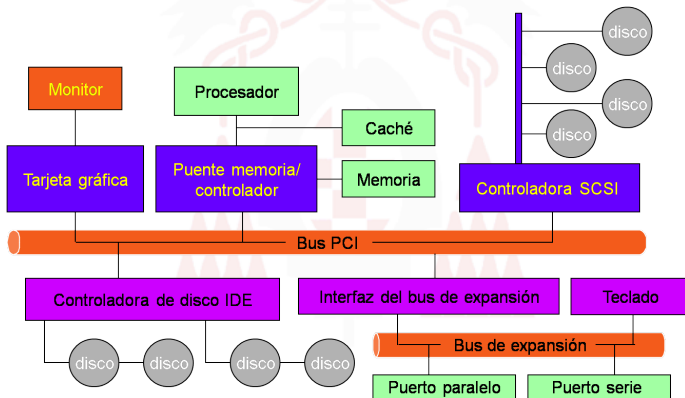 disco
disco
disco
disco
Monitor
Procesador
Caché
Tarjeta gráfica
Puente memoria/
controlador
Memoria
Controladora SCSI
Bus PCI
Controladora de disco IDE
Interfaz del bus de expansión
Teclado
disco
disco
disco
disco
Bus de expansión
Puerto paralelo
Puerto serie